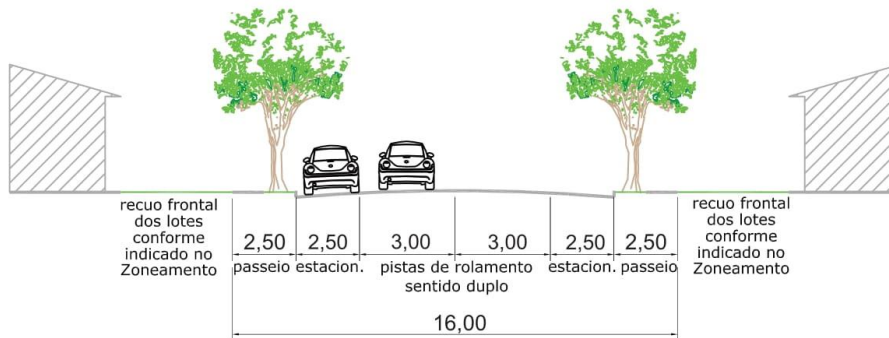 recuo frontal
dos lotes
conforme
indicado no
Zoneamento
2,50 2,50 3,00 3,00 2,50 2,50
passeio estacion. pistas de rolamento estacion. passeio
sentido duplo
recuo frontal
dos lotes
conforme
indicado no
Zoneamento
16,00